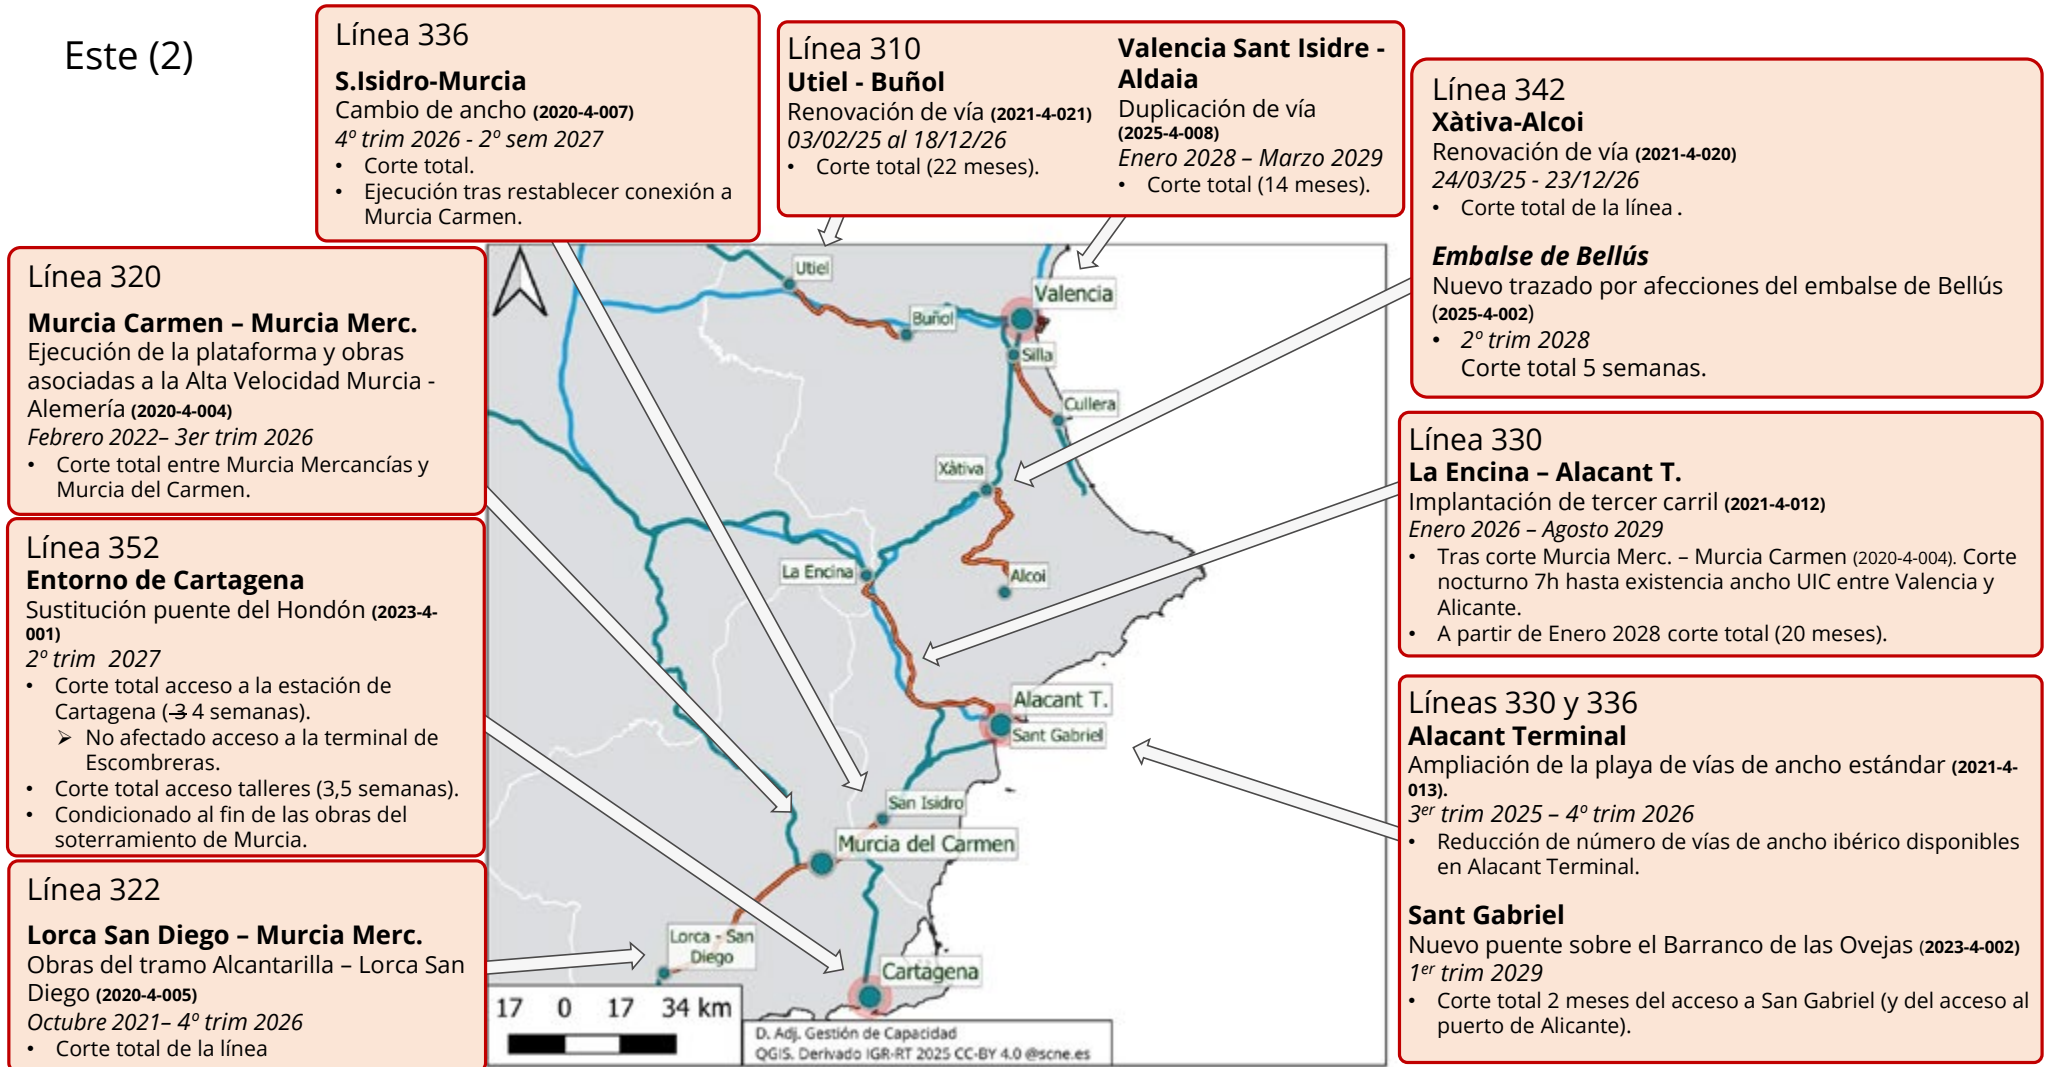 Este (2)
Línea 336
S.Isidro-Murcia
Cambio de ancho (2020-4-007)
4º trim 2026 - 2º sem 2027
• Corte total.
• Ejecución tras restablecer conexión a
Murcia Carmen.
Línea 310
Utiel - Buñol
Renovación de vía (2021-4-021)
03/02/25 al 18/12/26
• Corte total (22 meses).
Valencia Sant Isidre -
Aldaia
Duplicación de vía
(2025-4-008)
Enero 2028 – Marzo 2029
• Corte total (14 meses).
Línea 342
Xàtiva-Alcoi
Renovación de vía (2021-4-020)
24/03/25 - 23/12/26
• Corte total de la línea .
Embalse de Bellús
Nuevo trazado por afecciones del embalse de Bellús
(2025-4-002)
• 2º trim 2028
Corte total 5 semanas.
Línea 320
Murcia Carmen – Murcia Merc.
Ejecución de la plataforma y obras
asociadas a la Alta Velocidad Murcia -
Alemería (2020-4-004)
Febrero 2022– 3er trim 2026
• Corte total entre Murcia Mercancías y
Murcia del Carmen.
Línea 352
Entorno de Cartagena
Sustitución puente del Hondón (2023-4-
001)
2º trim 2027
• Corte total acceso a la estación de
Cartagena (3 4 semanas).
➢ No afectado acceso a la terminal de
Escombreras.
• Corte total acceso talleres (3,5 semanas).
• Condicionado al fin de las obras del
soterramiento de Murcia.
Línea 322
Lorca San Diego – Murcia Merc.
Obras del tramo Alcantarilla – Lorca San
Diego (2020-4-005)
Octubre 2021– 4º trim 2026
• Corte total de la línea
Línea 330
La Encina – Alacant T.
Implantación de tercer carril (2021-4-012)
Enero 2026 – Agosto 2029
• Tras corte Murcia Merc. – Murcia Carmen (2020-4-004). Corte
nocturno 7h hasta existencia ancho UIC entre Valencia y
Alicante.
• A partir de Enero 2028 corte total (20 meses).
Líneas 330 y 336
Alacant Terminal
Ampliación de la playa de vías de ancho estándar (2021-4-
013).
3er trim 2025 – 4º trim 2026
• Reducción de número de vías de ancho ibérico disponibles
en Alacant Terminal.
Sant Gabriel
Nuevo puente sobre el Barranco de las Ovejas (2023-4-002)
1er trim 2029
• Corte total 2 meses del acceso a San Gabriel (y del acceso al
puerto de Alicante).
Utiel
Valencia
Buñol
Silla
Cullera
Xàtiva
La Encina
Alcoi
Alacant T.
Sant Gabriel
San Isidro
Murcia del Carmen
Lorca - San
Diego
Cartagena
17 0 17 34 km
D. Adj. Gestión de Capacidad
QGIS. Derivado IGR-RT 2025 CC-BY 4.0 @scne.es